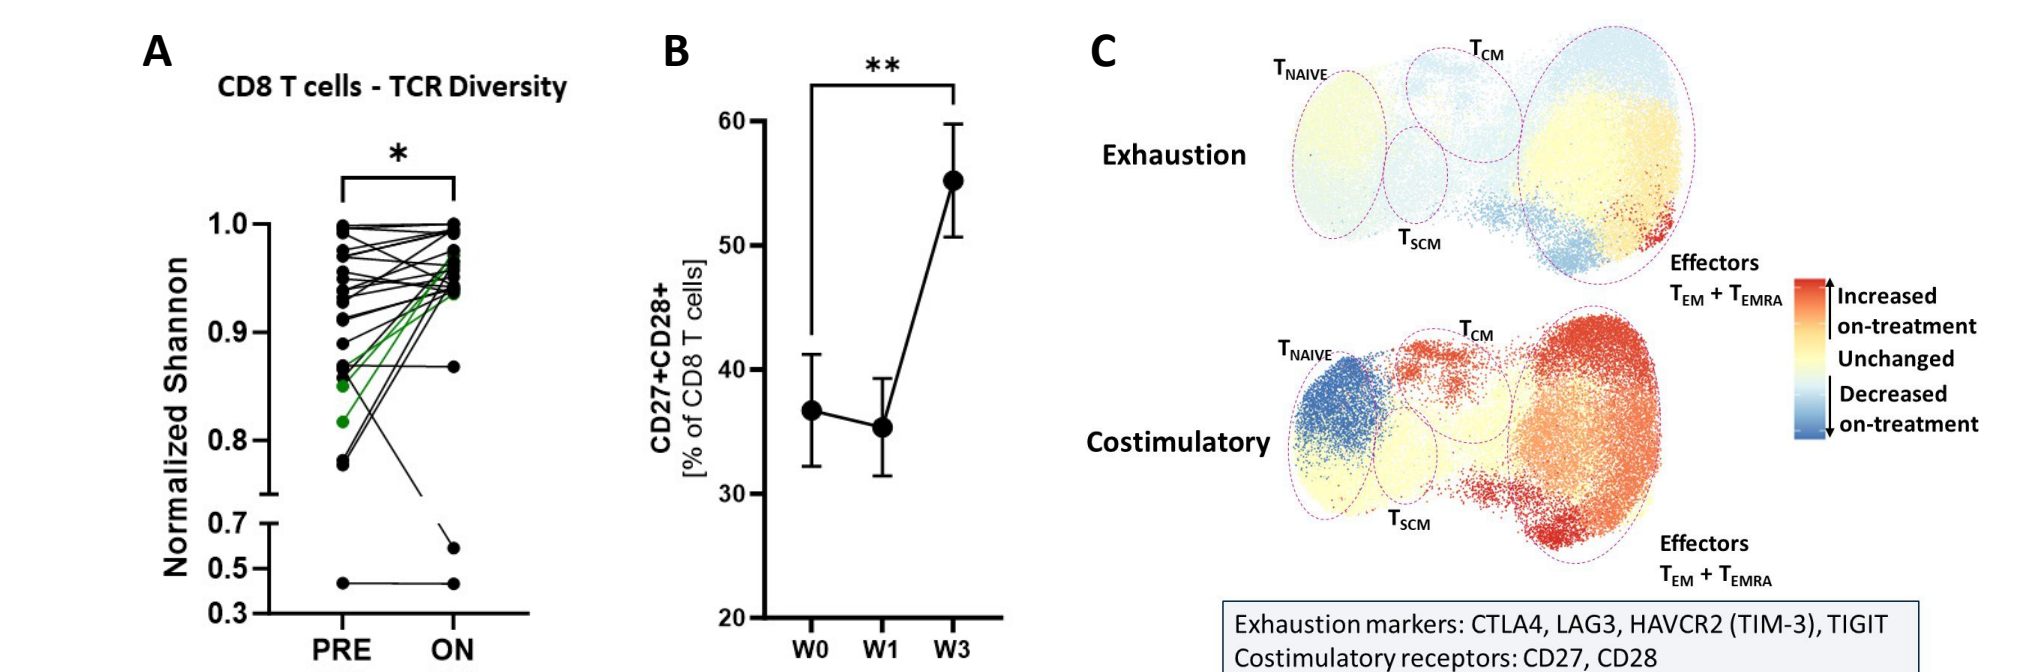 A
CD8 T cells - TCR Diversity
*
Normalized Shannon
1.0
0.9
0.8
0.7
0.5
0.3
PRE
ON
B
**
CD27+CD28+
[% of CD8 T cells]
60
50
40
30
20
W0
W1
W3
C
Exhaustion
TNAIVE
TCM
TSCM
Effectors
TEM + TEMRA
Costimulatory
TNAIVE
TCM
TSCM
Effectors
TEM + TEMRA
Increased
on-treatment
Unchanged
Decreased
on-treatment
Exhaustion markers: CTLA4, LAG3, HAVCR2 (TIM-3), TIGIT
Costimulatory receptors: CD27, CD28